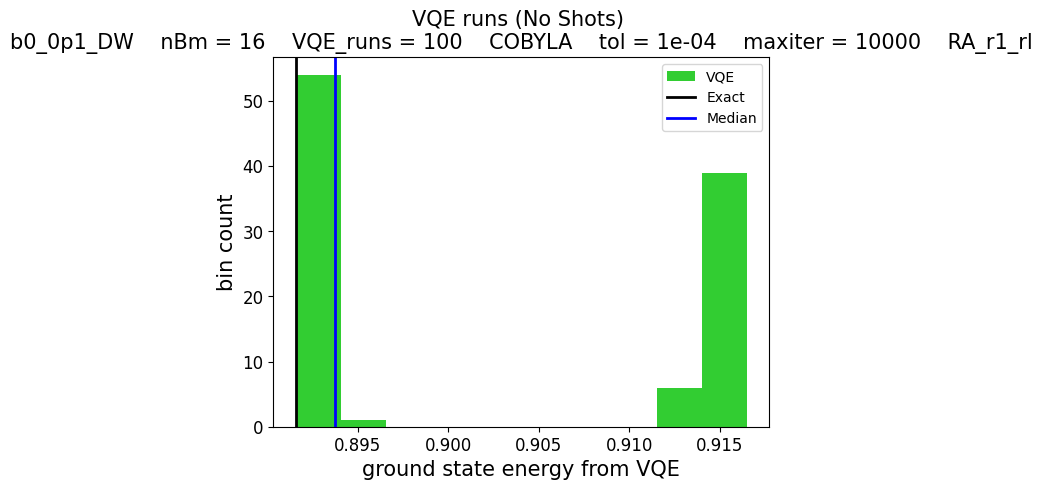 VQE runs (No Shots)
b0_0p1_DW    nBm = 16    VQE_runs = 100    COBYLA    tol = 1e-04    maxiter = 10000    RA_r1_rl
VQE
Exact
Median
50
40
30
20
10
0
bin count
0.895
0.900
0.905
0.910
0.915
ground state energy from VQE